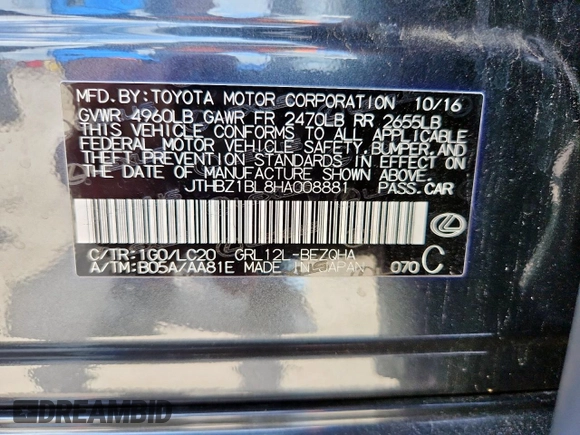 MFD. BY: TOYOTA MOTOR CORPORATION 10/16
GVWR 4960LB GAWR FR 2470LB RR 2655LB
THIS VEHICLE CONFORMS TO ALL APPLICABLE
FEDERAL MOTOR VEHICLE SAFETY, BUMPER, AND
THEFT PREVENTION STANDARDS IN EFFECT ON
THE DATE OF MANUFACTURE SHOWN ABOVE.
JTHBZ1BL8HA008881 PASS. CAR
C/TR: 1G0/LC20 GRL12L-BEZQHA
A/TM: B05A/AA81E MADE IN JAPAN 070 C
DREAMBID